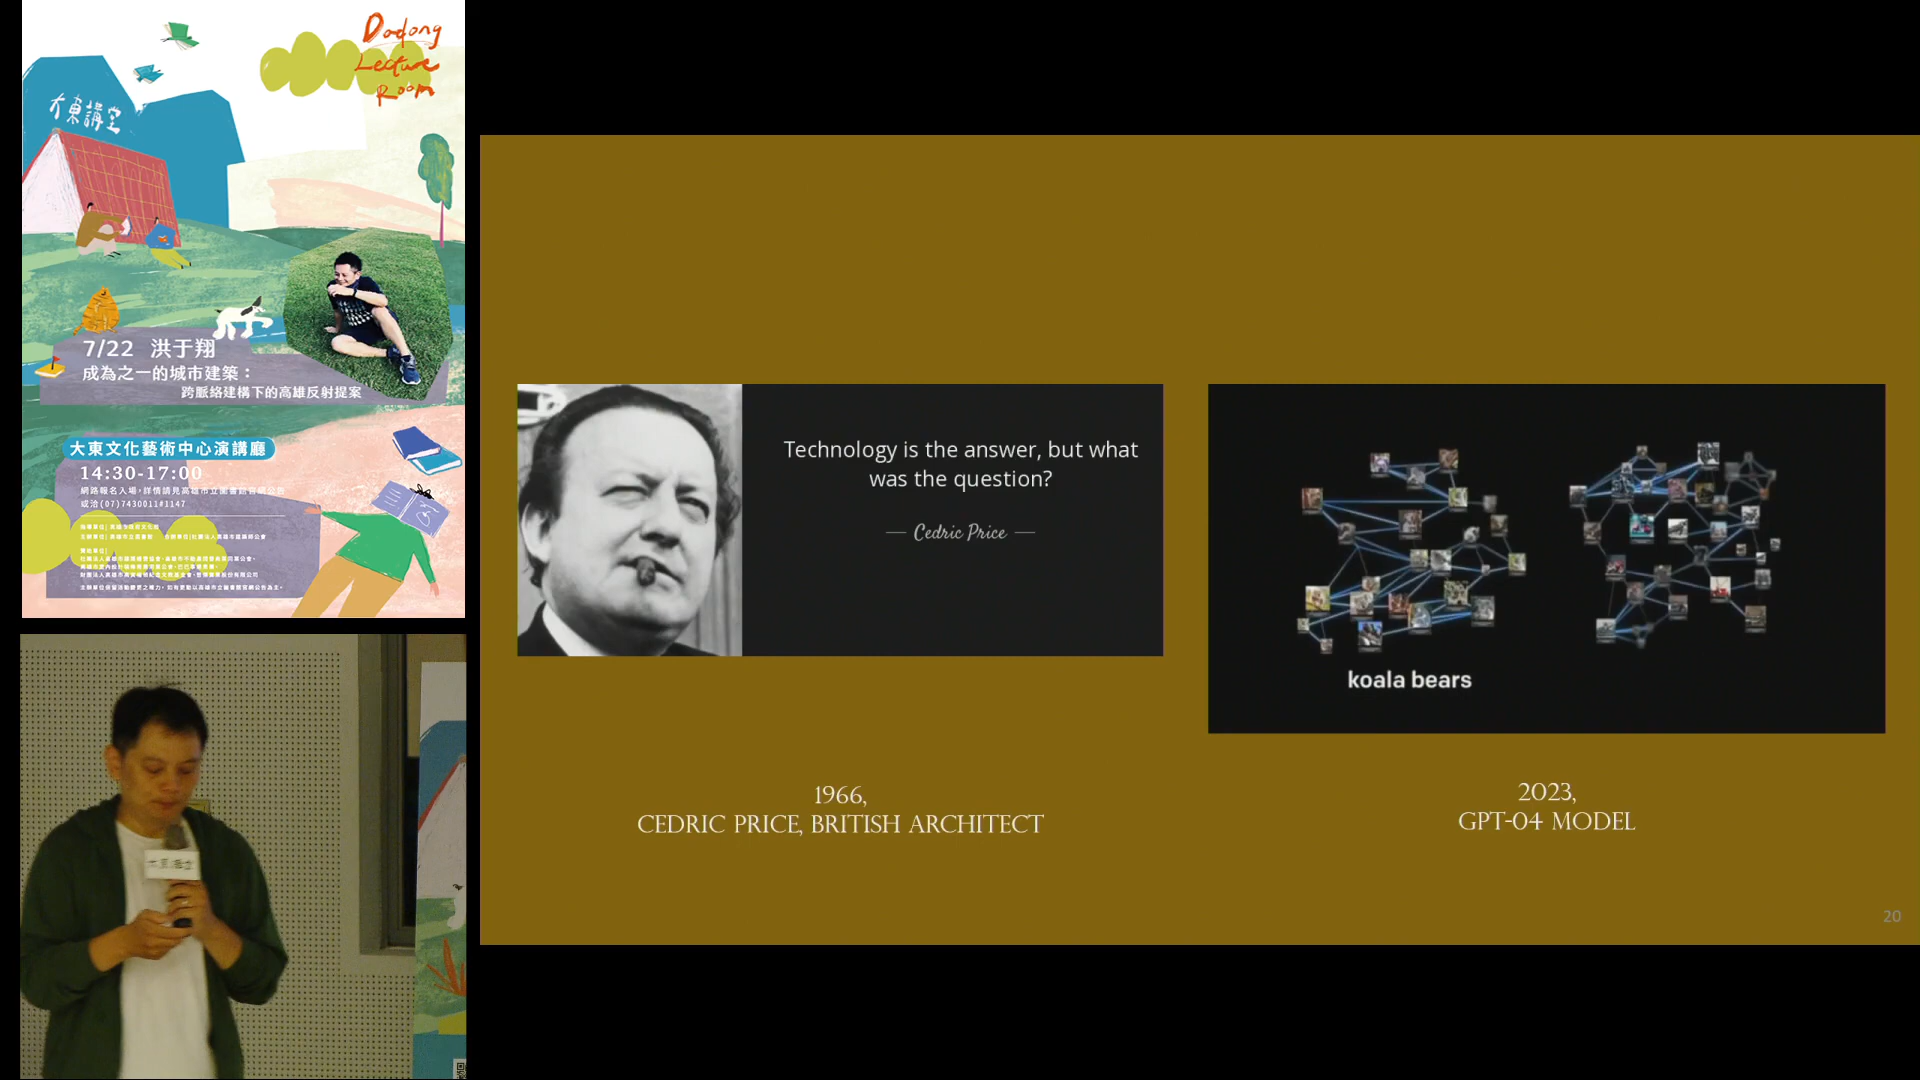 Dadong
Lecture
Room
大東講堂
7/22 洪于翔
成為之一的城市建築：
跨脈絡建構下的高雄反射提案
大東文化藝術中心演講廳
14:30-17:00
網路報名入場，詳情請見高雄市立圖書館官網公告
或洽(07)7430011#1147
Technology is the answer, but what
was the question?
— Cedric Price —
koala bears
1966,
CEDRIC PRICE, BRITISH ARCHITECT
2023,
GPT-04 MODEL
20
大東講堂